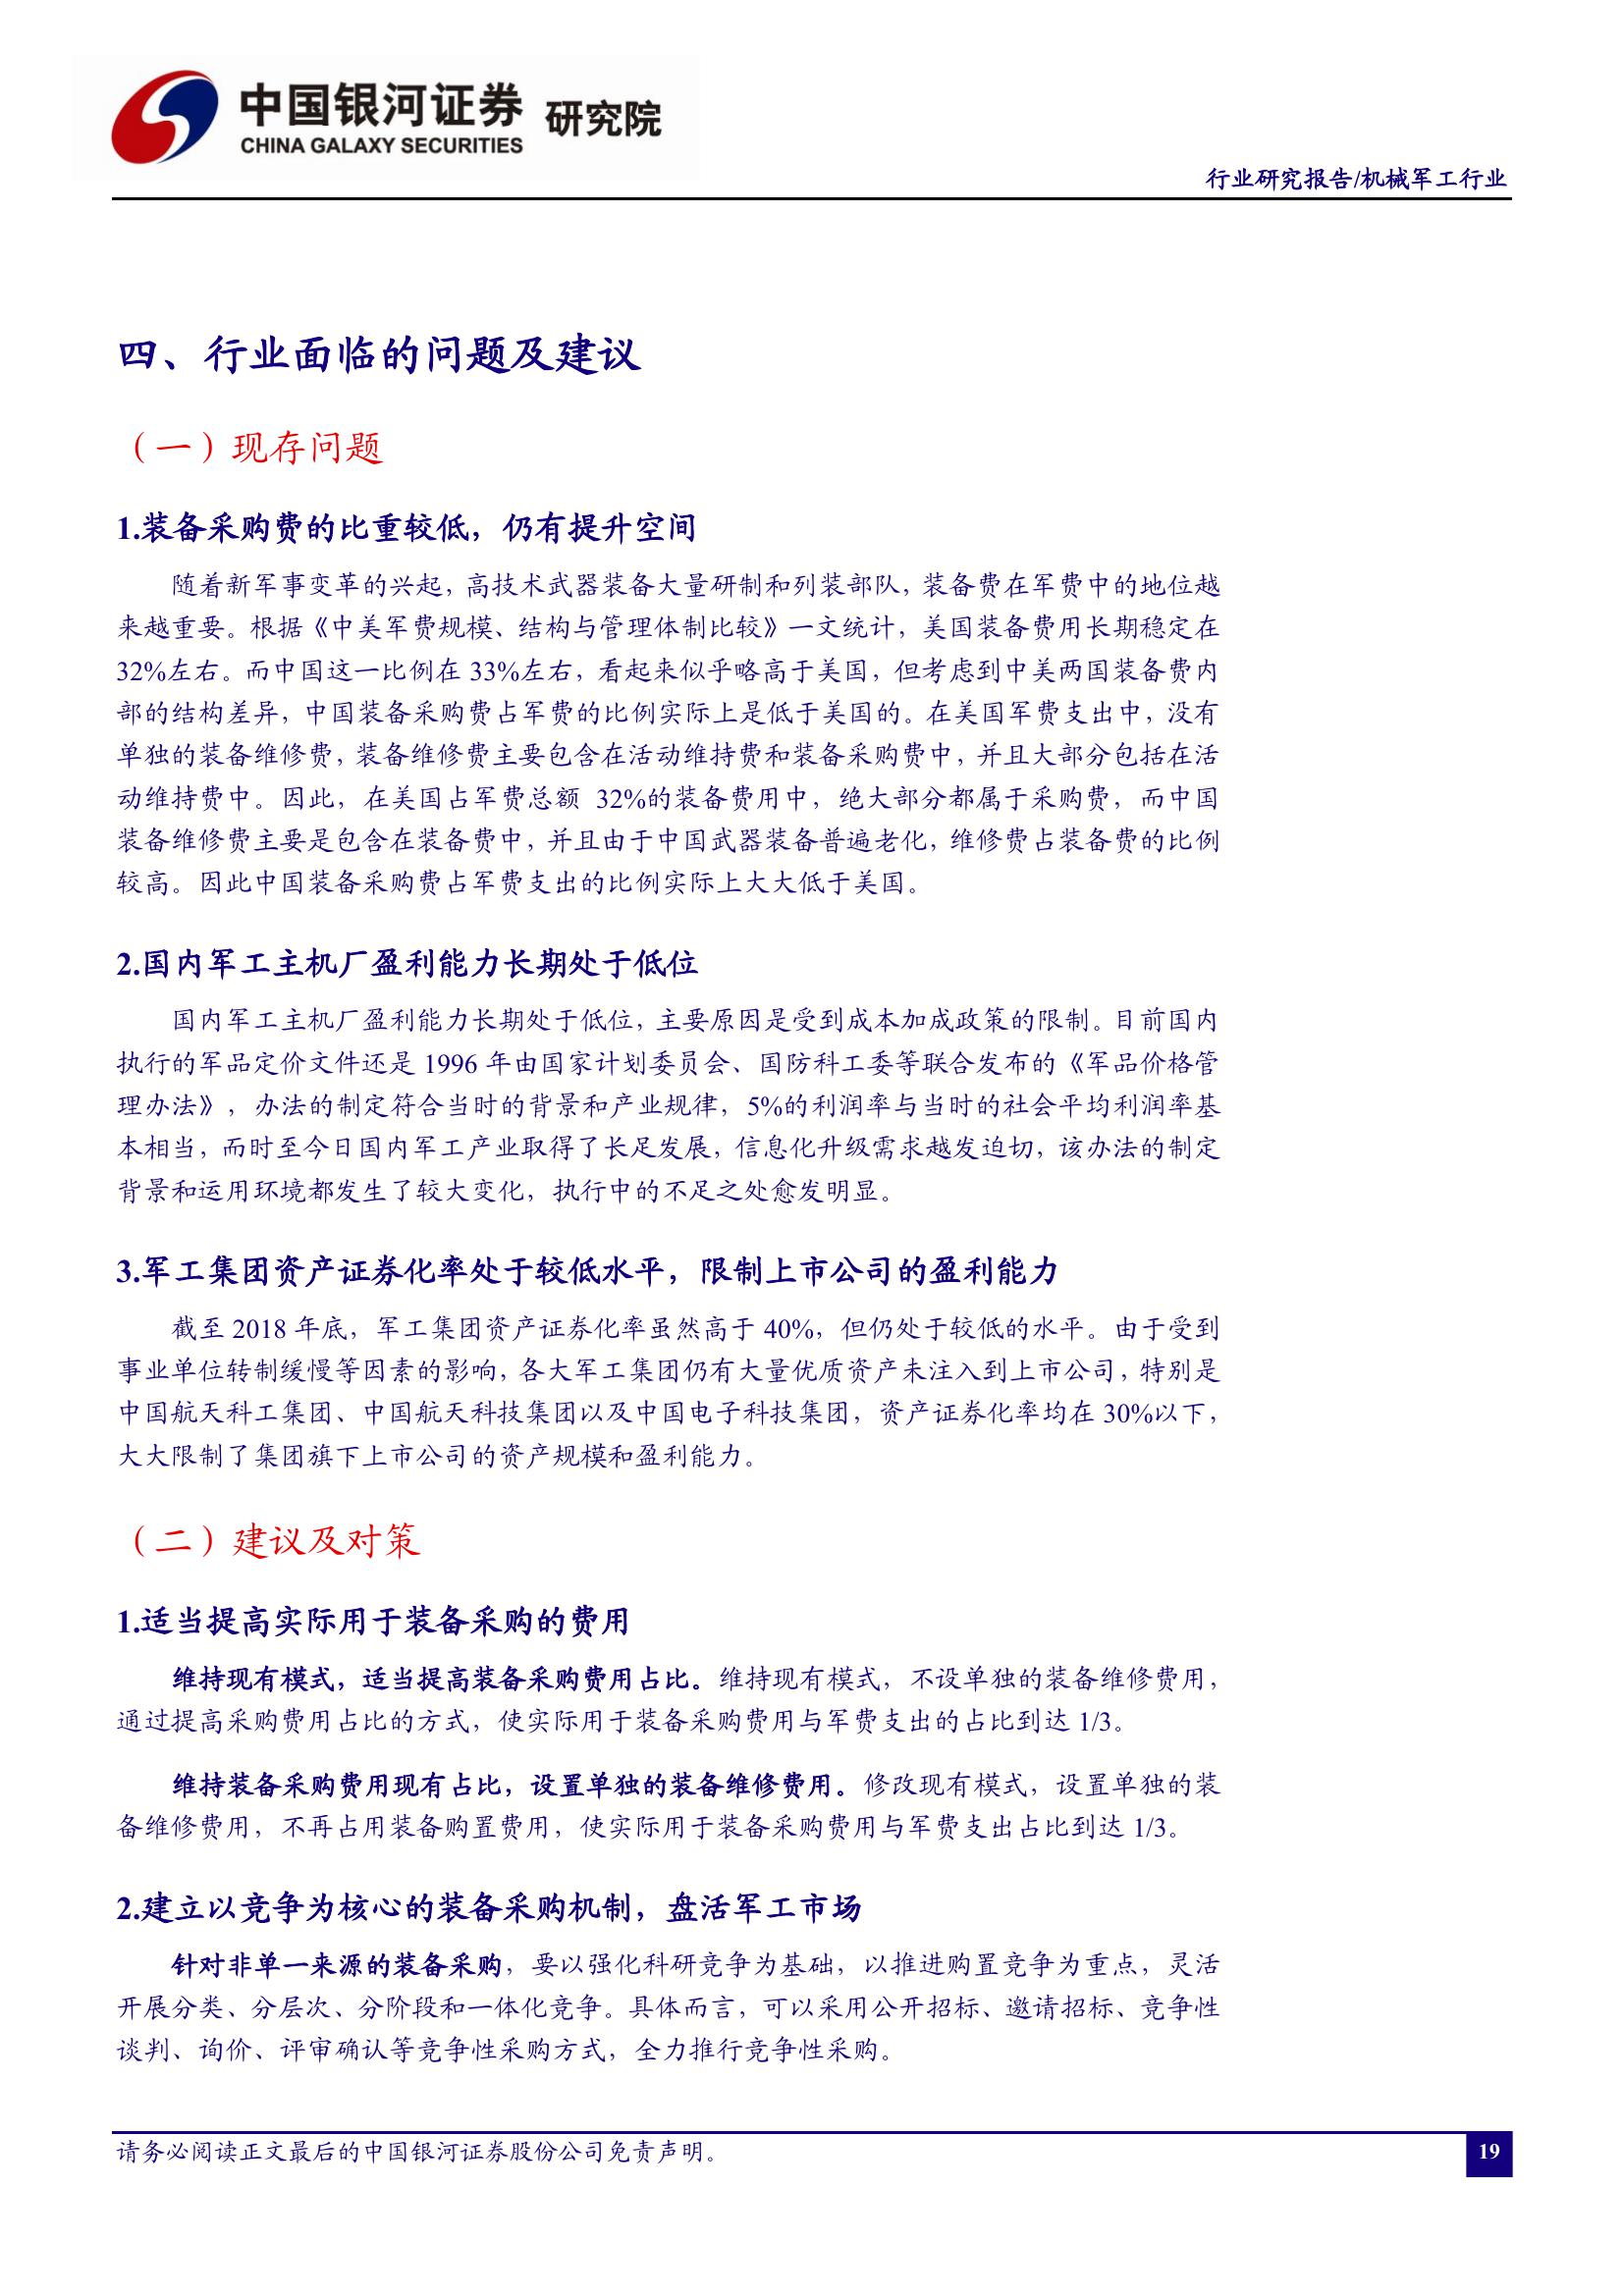 中国银河证券 研究院
CHINA GALAXY SECURITIES
行业研究报告/机械军工行业
四、行业面临的问题及建议
（一）现存问题
1.装备采购费的比重较低，仍有提升空间
随着新军事变革的兴起，高技术武器装备大量研制和列装部队，装备费在军费中的地位越
来越重要。根据《中美军费规模、结构与管理体制比较》一文统计，美国装备费用长期稳定在
32%左右。而中国这一比例在 33%左右，看起来似乎略高于美国，但考虑到中美两国装备费内
部的结构差异，中国装备采购费占军费的比例实际上是低于美国的。在美国军费支出中，没有
单独的装备维修费，装备维修费主要包含在活动维持费和装备采购费中，并且大部分包括在活
动维持费中。因此，在美国占军费总额 32%的装备费用中，绝大部分都属于采购费，而中国
装备维修费主要是包含在装备费中，并且由于中国武器装备普遍老化，维修费占装备费的比例
较高。因此中国装备采购费占军费支出的比例实际上大大低于美国。
2.国内军工主机厂盈利能力长期处于低位
国内军工主机厂盈利能力长期处于低位，主要原因是受到成本加成政策的限制。目前国内
执行的军品定价文件还是 1996 年由国家计划委员会、国防科工委等联合发布的《军品价格管
理办法》，办法的制定符合当时的背景和产业规律，5%的利润率与当时的社会平均利润率基
本相当，而时至今日国内军工产业取得了长足发展，信息化升级需求越发迫切，该办法的制定
背景和运用环境都发生了较大变化，执行中的不足之处愈发明显。
3.军工集团资产证券化率处于较低水平，限制上市公司的盈利能力
截至 2018 年底，军工集团资产证券化率虽然高于 40%，但仍处于较低的水平。由于受到
事业单位转制缓慢等因素的影响，各大军工集团仍有大量优质资产未注入到上市公司，特别是
中国航天科工集团、中国航天科技集团以及中国电子科技集团，资产证券化率均在 30%以下，
大大限制了集团旗下上市公司的资产规模和盈利能力。
（二）建议及对策
1.适当提高实际用于装备采购的费用
维持现有模式，适当提高装备采购费用占比。维持现有模式，不设单独的装备维修费用，
通过提高采购费用占比的方式，使实际用于装备采购费用与军费支出的占比到达 1/3。
维持装备采购费用现有占比，设置单独的装备维修费用。修改现有模式，设置单独的装
备维修费用，不再占用装备购置费用，使实际用于装备采购费用与军费支出占比到达 1/3。
2.建立以竞争为核心的装备采购机制，盘活军工市场
针对非单一来源的装备采购，要以强化科研竞争为基础，以推进购置竞争为重点，灵活
开展分类、分层次、分阶段和一体化竞争。具体而言，可以采用公开招标、邀请招标、竞争性
谈判、询价、评审确认等竞争性采购方式，全力推行竞争性采购。
请务必阅读正文最后的中国银河证券股份公司免责声明。
19